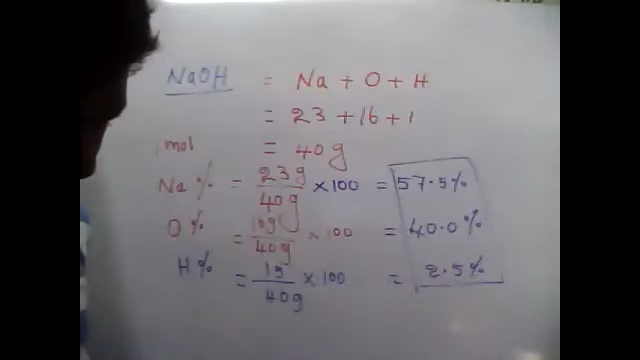 NaOH = Na + O + H
= 23 + 16 + 1
1mol = 40g
Na% = 23g/40g × 100 = 57.5%
O% = 16g/40g × 100 = 40.0%
H% = 1g/40g × 100 = 2.5%